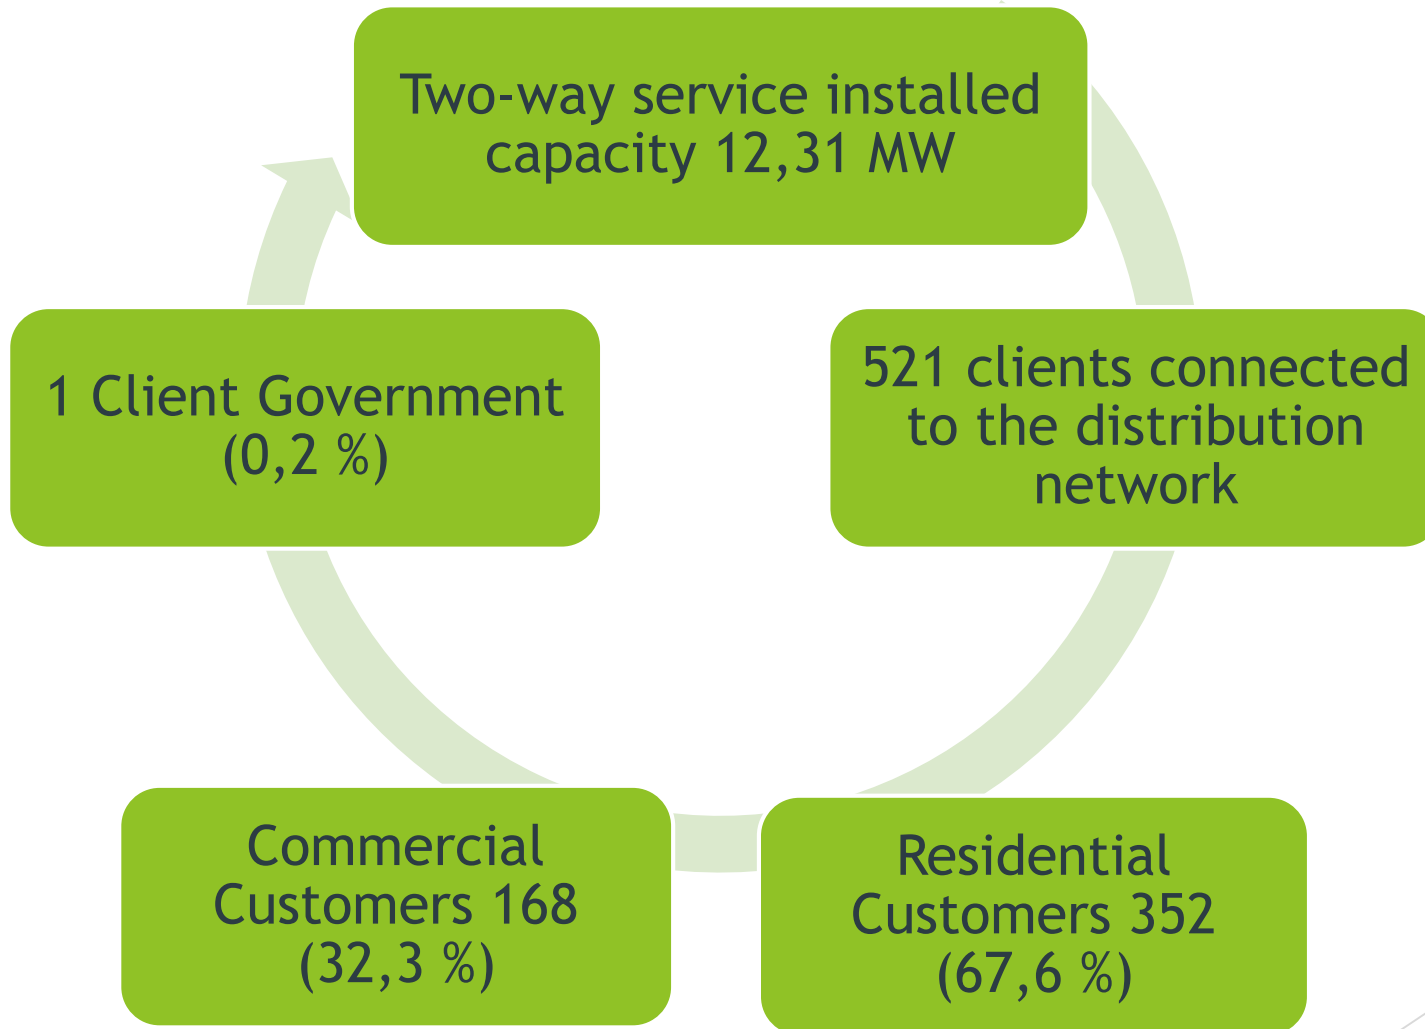 Two-way service installed
capacity 12,31 MW
1 Client Government
(0,2 %)
521 clients connected
to the distribution
network
Commercial
Customers 168
(32,3 %)
Residential
Customers 352
(67,6 %)